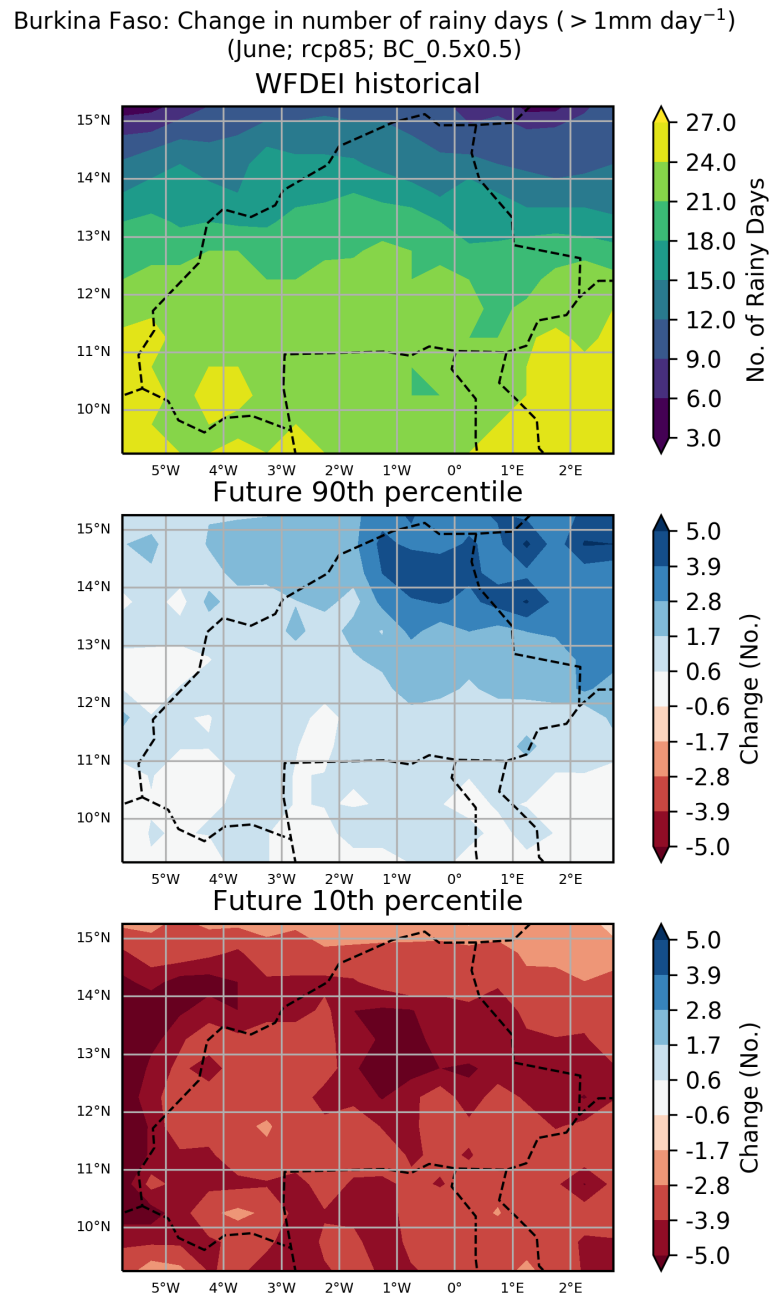 Burkina Faso: Change in number of rainy days (>1mm day⁻¹)
(June; rcp85; BC_0.5x0.5)
WFDEI historical
15°N
14°N
13°N
12°N
11°N
10°N
5°W 4°W 3°W 2°W 1°W 0° 1°E 2°E
27.0
24.0
21.0
18.0
15.0
12.0
9.0
6.0
3.0
No. of Rainy Days
Future 90th percentile
15°N
14°N
13°N
12°N
11°N
10°N
5°W 4°W 3°W 2°W 1°W 0° 1°E 2°E
5.0
3.9
2.8
1.7
0.6
-0.6
-1.7
-2.8
-3.9
-5.0
Change (No.)
Future 10th percentile
15°N
14°N
13°N
12°N
11°N
10°N
5°W 4°W 3°W 2°W 1°W 0° 1°E 2°E
5.0
3.9
2.8
1.7
0.6
-0.6
-1.7
-2.8
-3.9
-5.0
Change (No.)